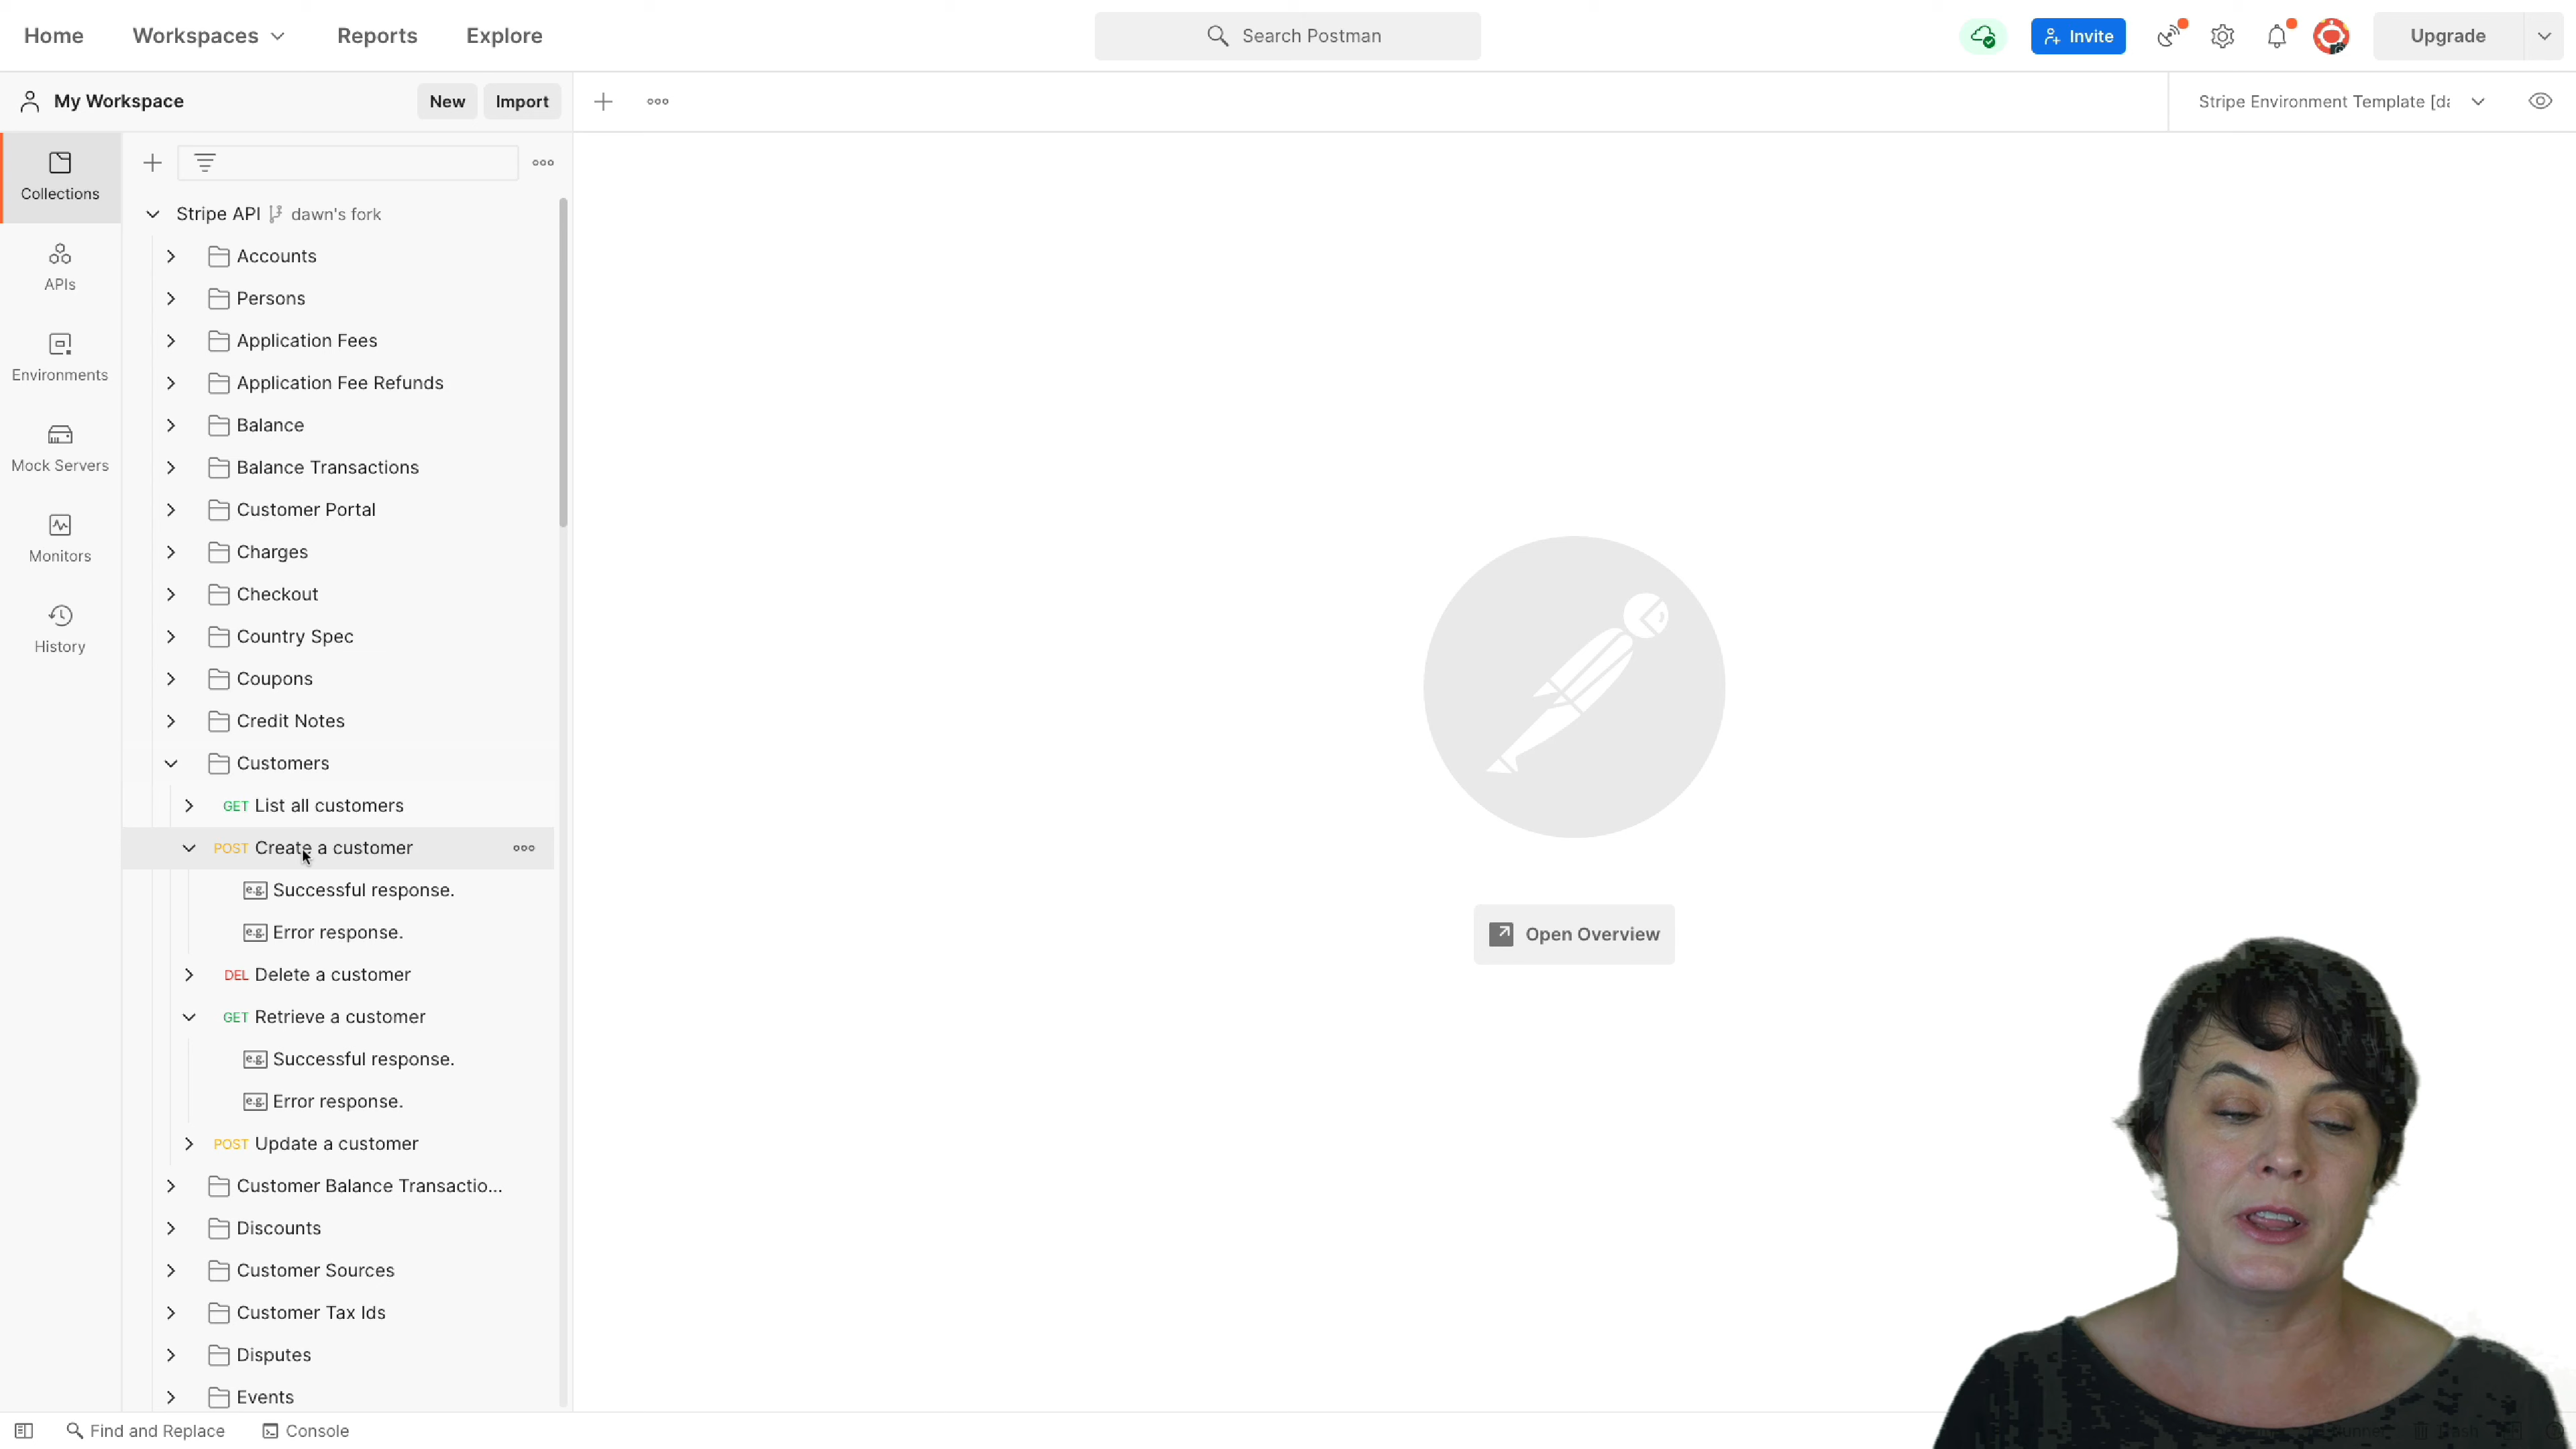 Home Workspaces Reports Explore Search Postman Invite Upgrade
My Workspace New Import Stripe Environment Template [da
Collections
APIs
Environments
Mock Servers
Monitors
History
Stripe API dawn's fork
Accounts
Persons
Application Fees
Application Fee Refunds
Balance
Balance Transactions
Customer Portal
Charges
Checkout
Country Spec
Coupons
Credit Notes
Customers
GET List all customers
POST Create a customer
e.g. Successful response.
e.g. Error response.
DEL Delete a customer
GET Retrieve a customer
e.g. Successful response.
e.g. Error response.
POST Update a customer
Customer Balance Transactio...
Discounts
Customer Sources
Customer Tax Ids
Disputes
Events
Open Overview
Find and Replace Console